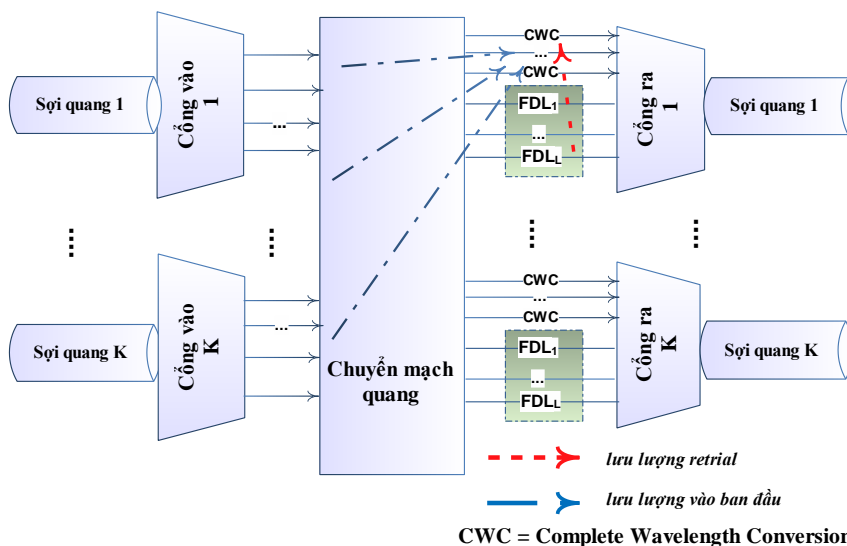 Sợi quang 1
Cổng vào
1
...
CWC
...
CWC
FDL₁
...
FDL_L
Cổng ra
1
Sợi quang 1
Sợi quang K
Cổng vào
K
...
Chuyển mạch
quang
CWC
...
CWC
FDL₁
...
FDL_L
Cổng ra
K
Sợi quang K
lưu lượng retrial
lưu lượng vào ban đầu
CWC = Complete Wavelength Conversion